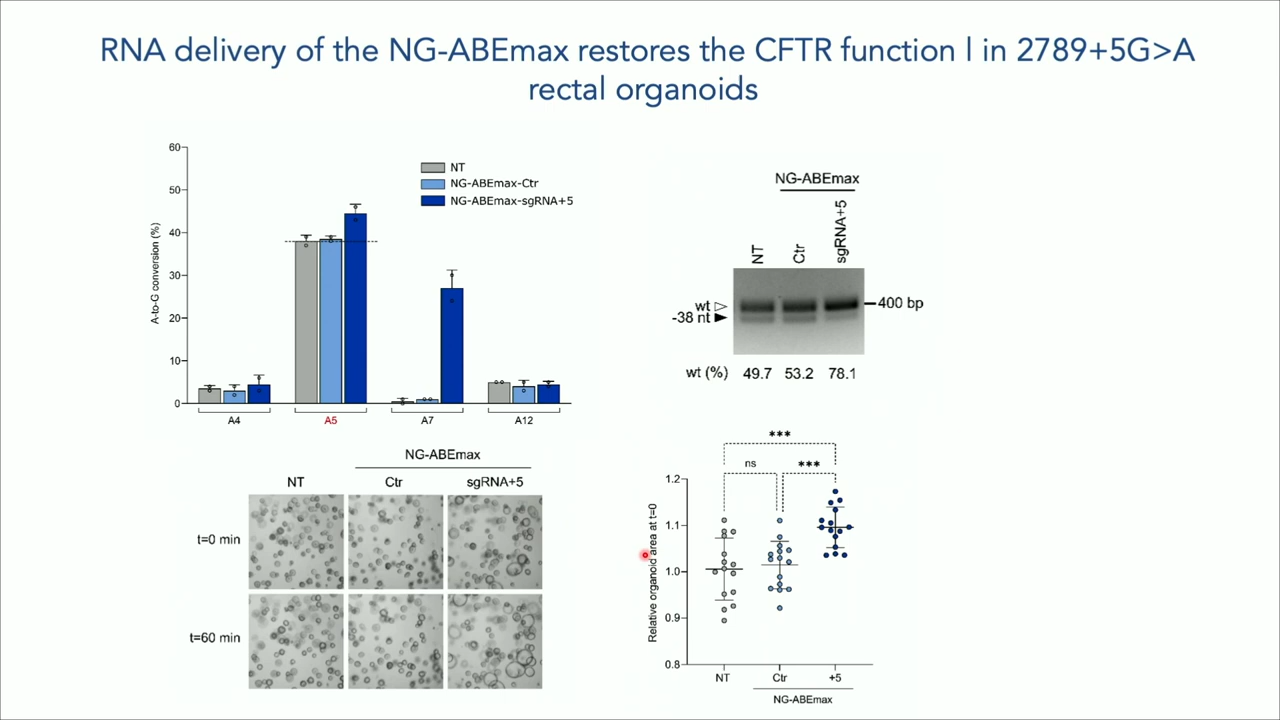 RNA delivery of the NG-ABEmax restores the CFTR function l in 2789+5G>A
rectal organoids
A-to-G conversion (%)
60
50
40
30
20
10
0
NT
NG-ABEmax-Ctr
NG-ABEmax-sgRNA+5
A4
A5
A7
A12
NG-ABEmax
NT
Ctr
sgRNA+5
wt
-38 nt
400 bp
wt (%)
49.7
53.2
78.1
NG-ABEmax
NT
Ctr
sgRNA+5
t=0 min
t=60 min
***
ns
***
Relative organoid area at t=0
1.2
1.1
1.0
0.9
0.8
NT
Ctr
+5
NG-ABEmax